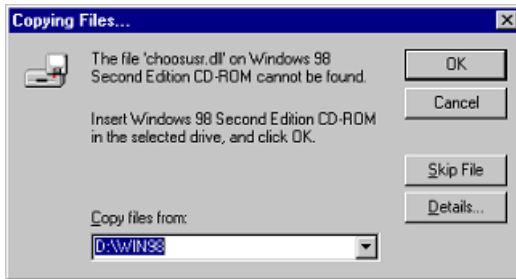 Copying Files...
The file 'choosusr.dll' on Windows 98
Second Edition CD-ROM cannot be found.
Insert Windows 98 Second Edition CD-ROM
in the selected drive, and click OK.
Copy files from:
D:\WIN98
OK
Cancel
Skip File
Details...